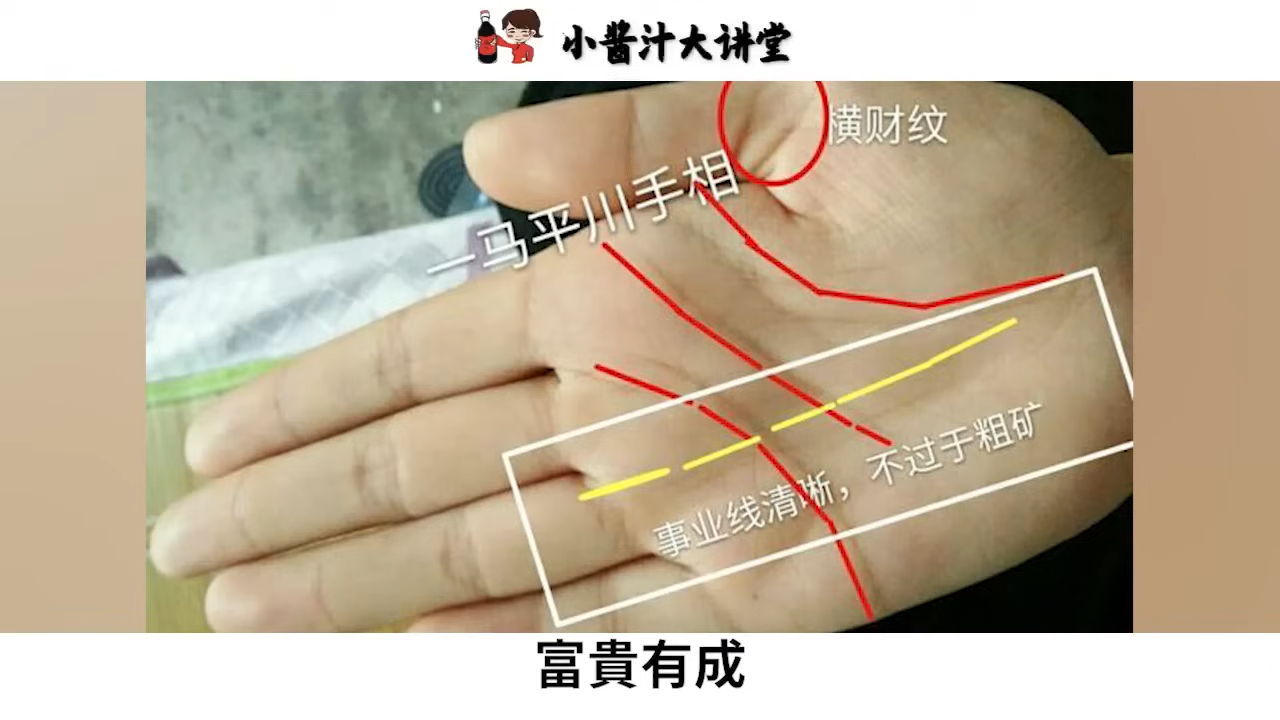 小酱汁大讲堂
横财纹
一马平川手相
事业线清晰，不过于粗矿
富貴有成